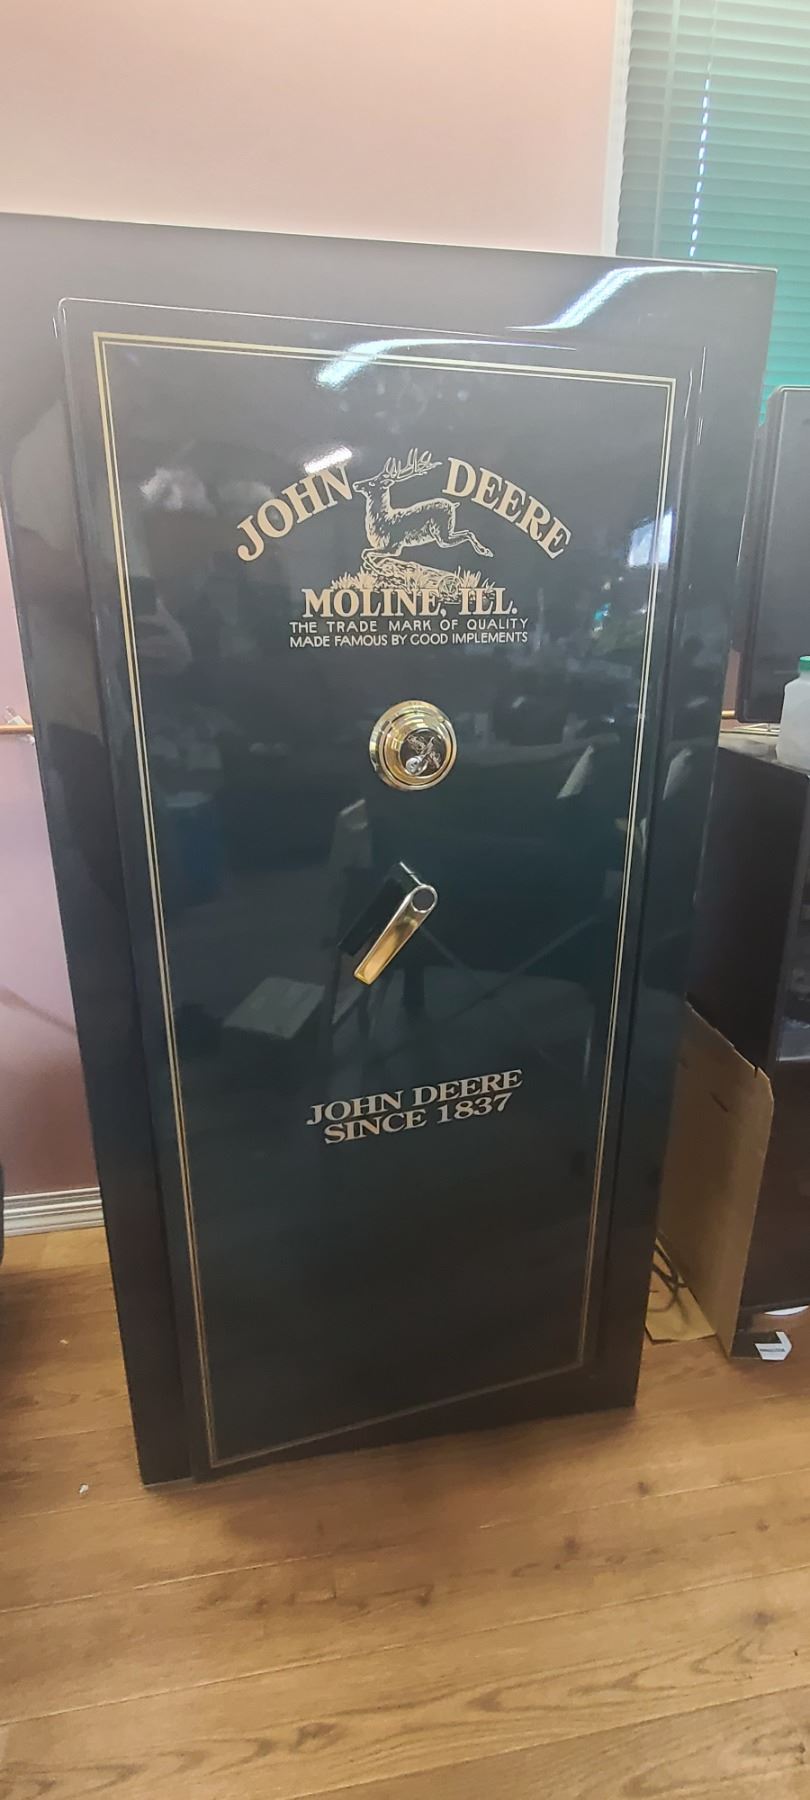 JOHN DEERE
MOLINE, ILL.
THE TRADE MARK OF QUALITY
MADE FAMOUS BY GOOD IMPLEMENTS
JOHN DEERE
SINCE 1837